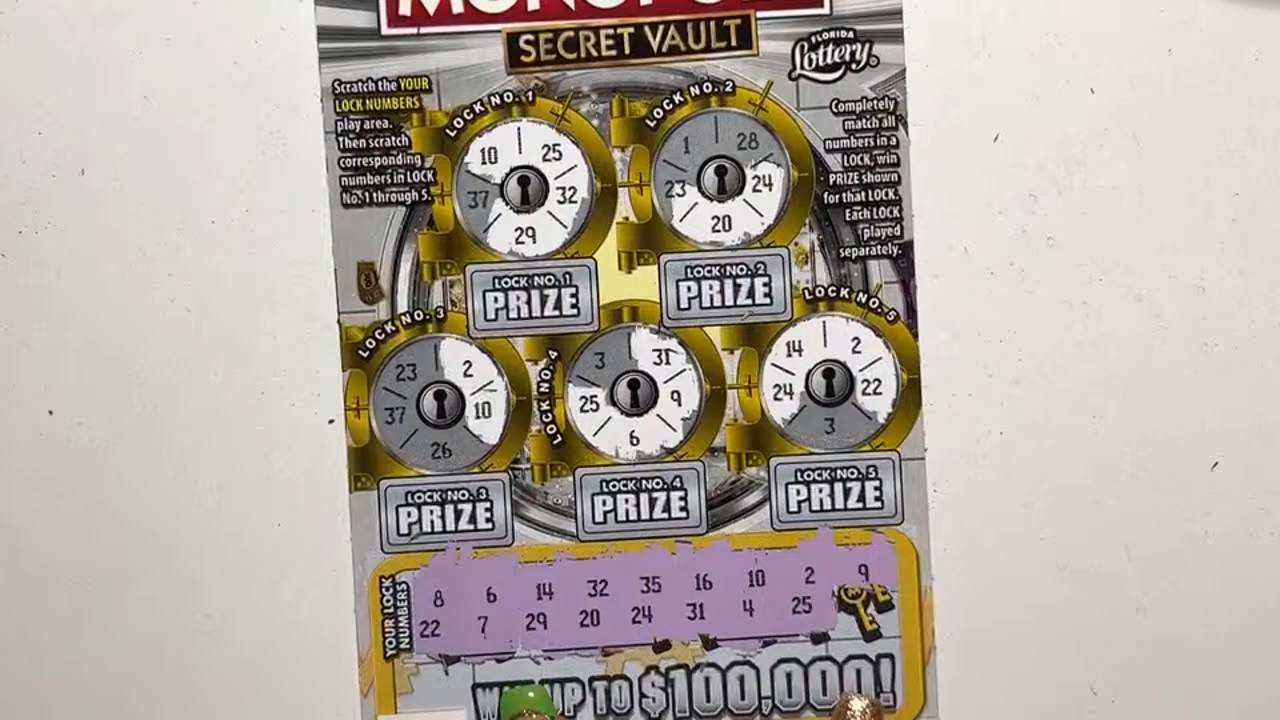 MONOPOLY
SECRET VAULT
FLORIDA
Lottery
Scratch the YOUR
LOCK NUMBERS
play area.
Then scratch
corresponding
numbers in LOCK
No. 1 through 5.
Completely
match all
numbers in a
LOCK, win
PRIZE shown
for that LOCK.
Each LOCK
played
separately.
LOCK NO. 1
10 25
37 32
29
LOCK NO. 1
PRIZE
LOCK NO. 2
1 28
23 24
20
LOCK NO. 2
PRIZE
LOCK NO. 3
23 2
37 10
26
LOCK NO. 3
PRIZE
LOCK NO. 4
3 31
25 9
6
LOCK NO. 4
PRIZE
LOCK NO. 5
14 2
24 22
3
LOCK NO. 5
PRIZE
YOUR LOCK
NUMBERS
8 6 14 32 35 16 10 2 9
22 7 29 20 24 31 4 25
UP TO $100,000!